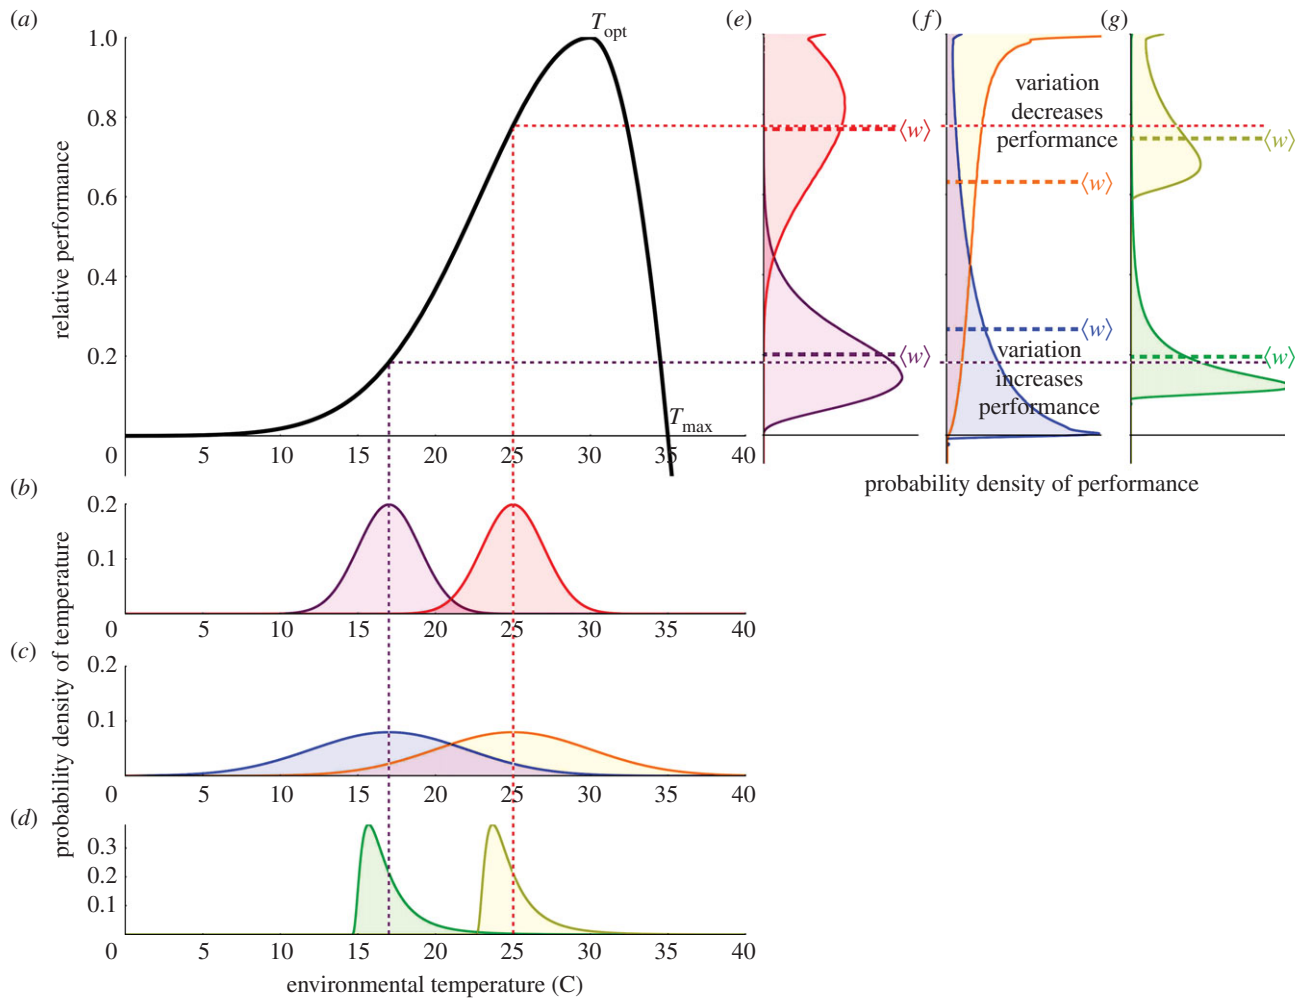 (a)
(e)
(f)
(g)
T_opt
1.0
0.8
0.6
0.4
0.2
relative performance
variation
decreases
performance
⟨w⟩
⟨w⟩
⟨w⟩
⟨w⟩
⟨w⟩
⟨w⟩
variation
increases
performance
T_max
0 5 10 15 20 25 30 35 40
probability density of performance
(b)
0.2
0.1
0 5 10 15 20 25 30 35 40
(c)
0.2
0.1
0 5 10 15 20 25 30 35 40
probability density of temperature
(d)
0.3
0.2
0.1
0 5 10 15 20 25 30 35 40
environmental temperature (C)